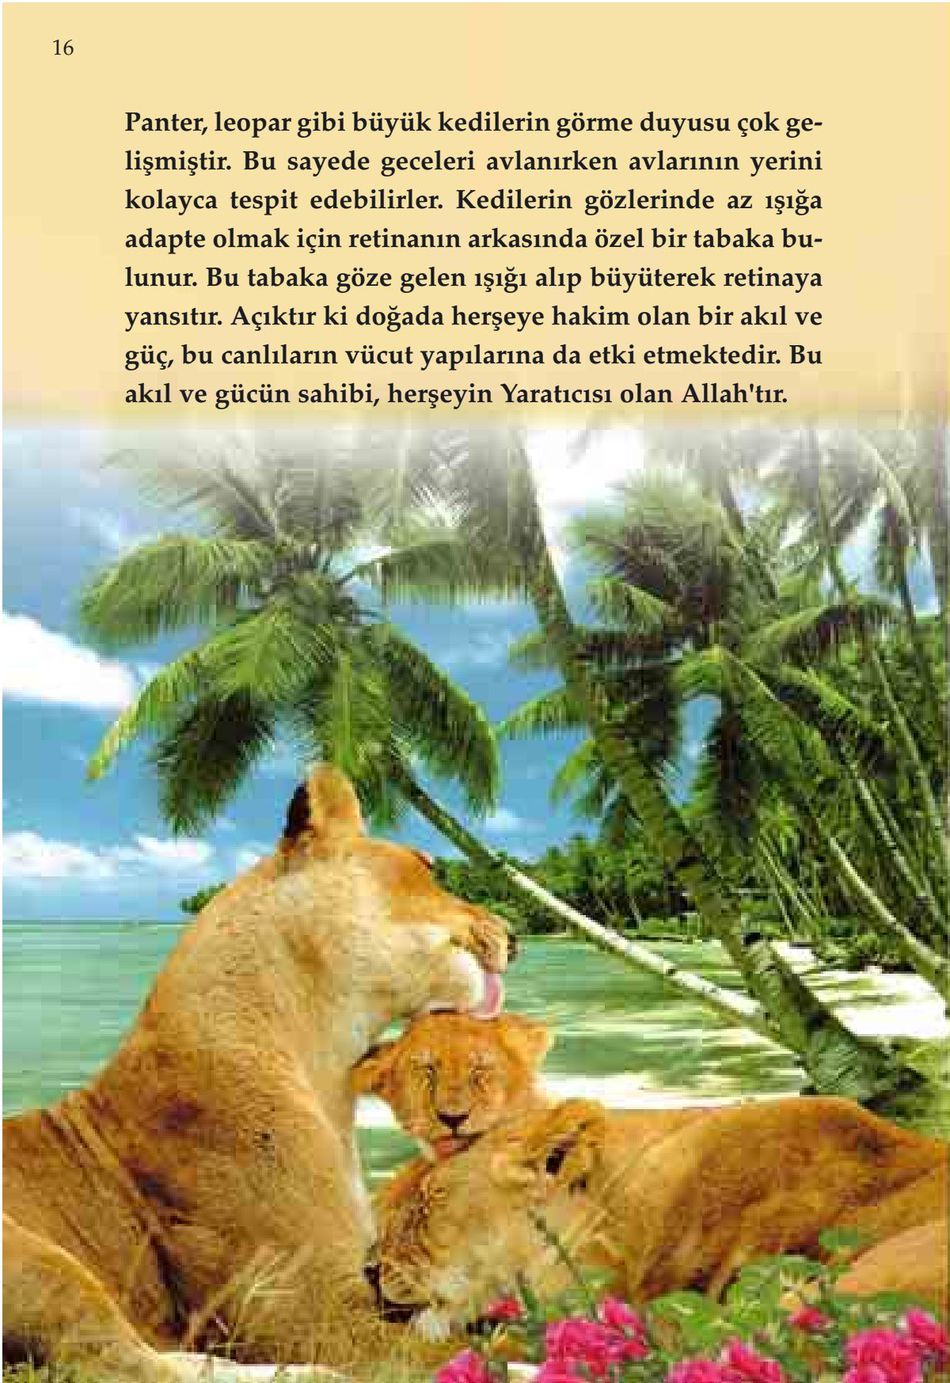 16
Panter, leopar gibi büyük kedilerin görme duyusu çok ge-
lişmiştir. Bu sayede geceleri avlanırken avlarının yerini
kolayca tespit edebilirler. Kedilerin gözlerinde az ışığa
adapte olmak için retinanın arkasında özel bir tabaka bu-
lunur. Bu tabaka göze gelen ışığı alıp büyüterek retinaya
yansıtır. Açıktır ki doğada herşeye hakim olan bir akıl ve
güç, bu canlıların vücut yapılarına da etki etmektedir. Bu
akıl ve gücün sahibi, herşeyin Yaratıcısı olan Allah'tır.